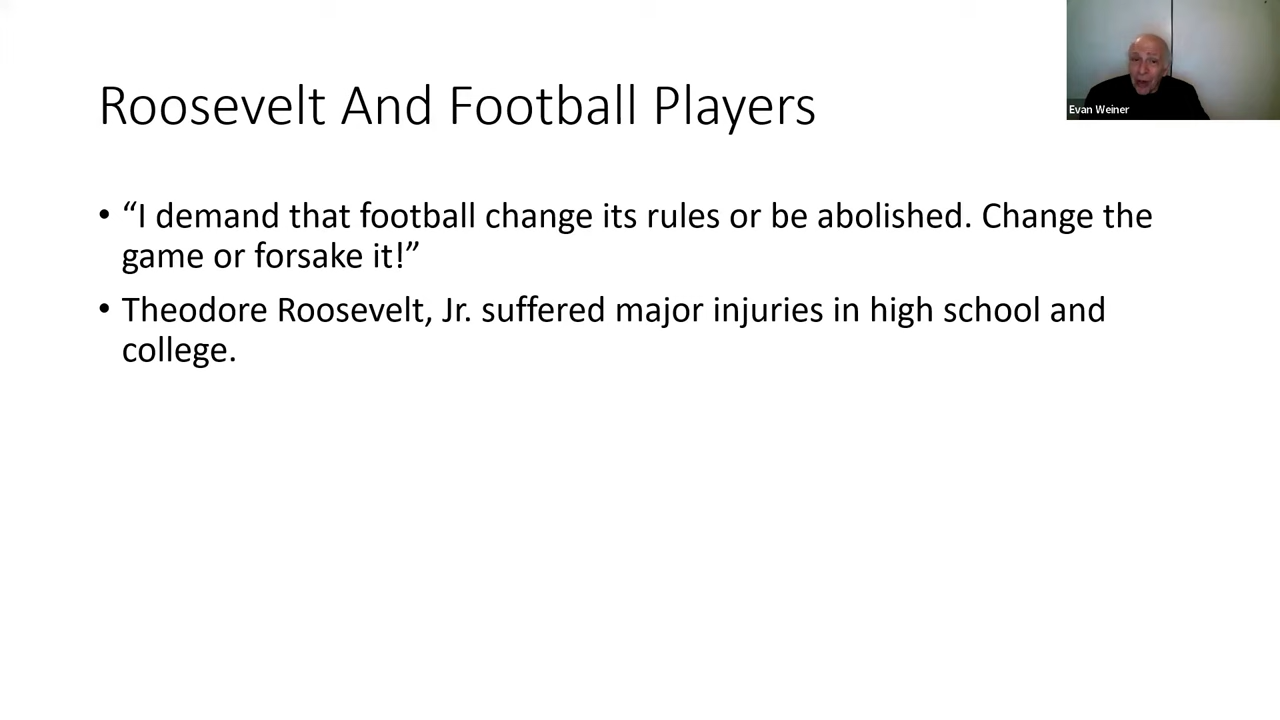 Roosevelt And Football Players
Evan Weiner
• “I demand that football change its rules or be abolished. Change the
game or forsake it!”
• Theodore Roosevelt, Jr. suffered major injuries in high school and
college.